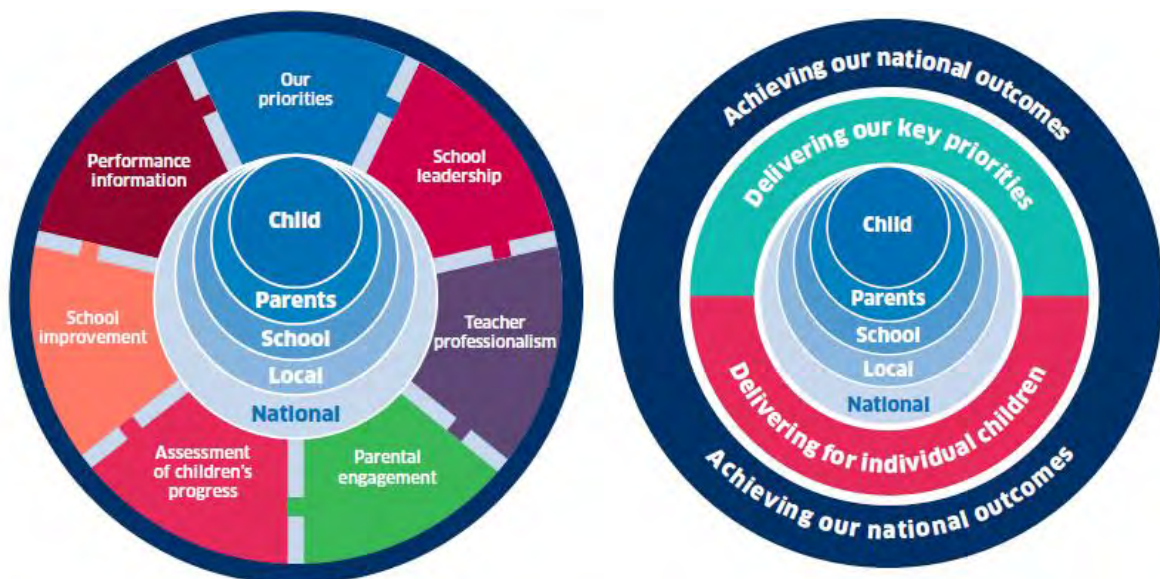 Our
priorities
School
leadership
Teacher
professionalism
Parental
engagement
Assessment
of children's
progress
School
improvement
Performance
information
Child
Parents
School
Local
National
Achieving our national outcomes
Delivering our key priorities
Child
Parents
School
Local
National
Delivering for individual children
Achieving our national outcomes